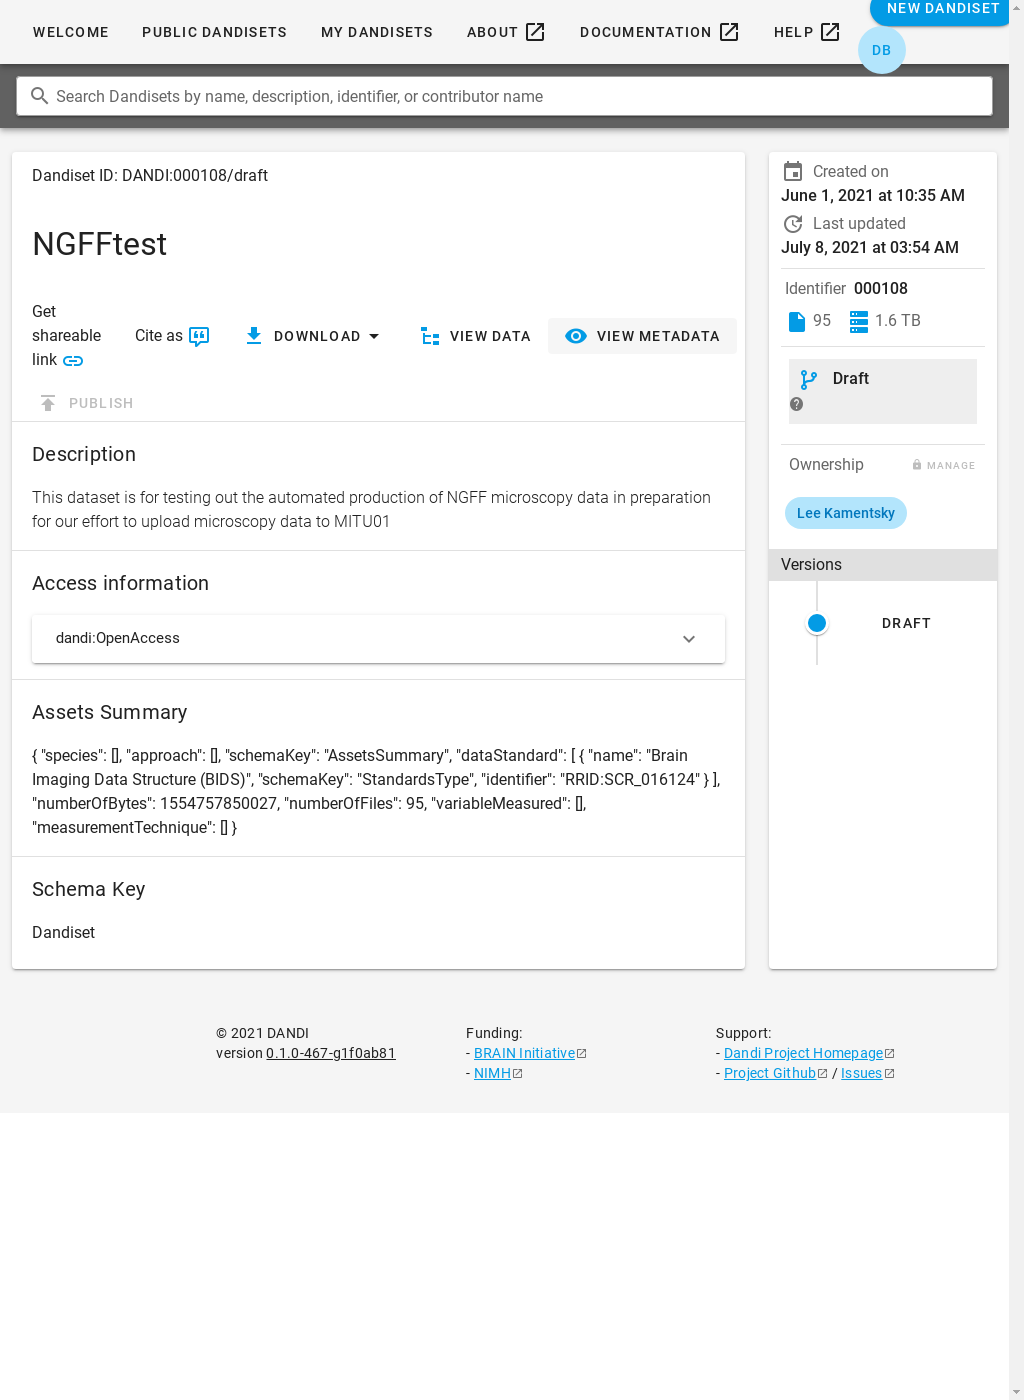 WELCOME
PUBLIC DANDISETS
MY DANDISETS
ABOUT
DOCUMENTATION
HELP
NEW DANDISET
DB
Search Dandisets by name, description, identifier, or contributor name
Dandiset ID: DANDI:000108/draft
NGFFtest
Get
shareable
link
Cite as
DOWNLOAD
VIEW DATA
VIEW METADATA
PUBLISH
Description
This dataset is for testing out the automated production of NGFF microscopy data in preparation
for our effort to upload microscopy data to MITU01
Access information
dandi:OpenAccess
Assets Summary
{ "species": [], "approach": [], "schemaKey": "AssetsSummary", "dataStandard": [ { "name": "Brain
Imaging Data Structure (BIDS)", "schemaKey": "StandardsType", "identifier": "RRID:SCR_016124" } ],
"numberOfBytes": 1554757850027, "numberOfFiles": 95, "variableMeasured": [],
"measurementTechnique": [] }
Schema Key
Dandiset
Created on
June 1, 2021 at 10:35 AM
Last updated
July 8, 2021 at 03:54 AM
Identifier 000108
95
1.6 TB
Draft
Ownership
MANAGE
Lee Kamentsky
Versions
DRAFT
© 2021 DANDI
version 0.1.0-467-g1f0ab81
Funding:
- BRAIN Initiative
- NIMH
Support:
- Dandi Project Homepage
- Project Github / Issues